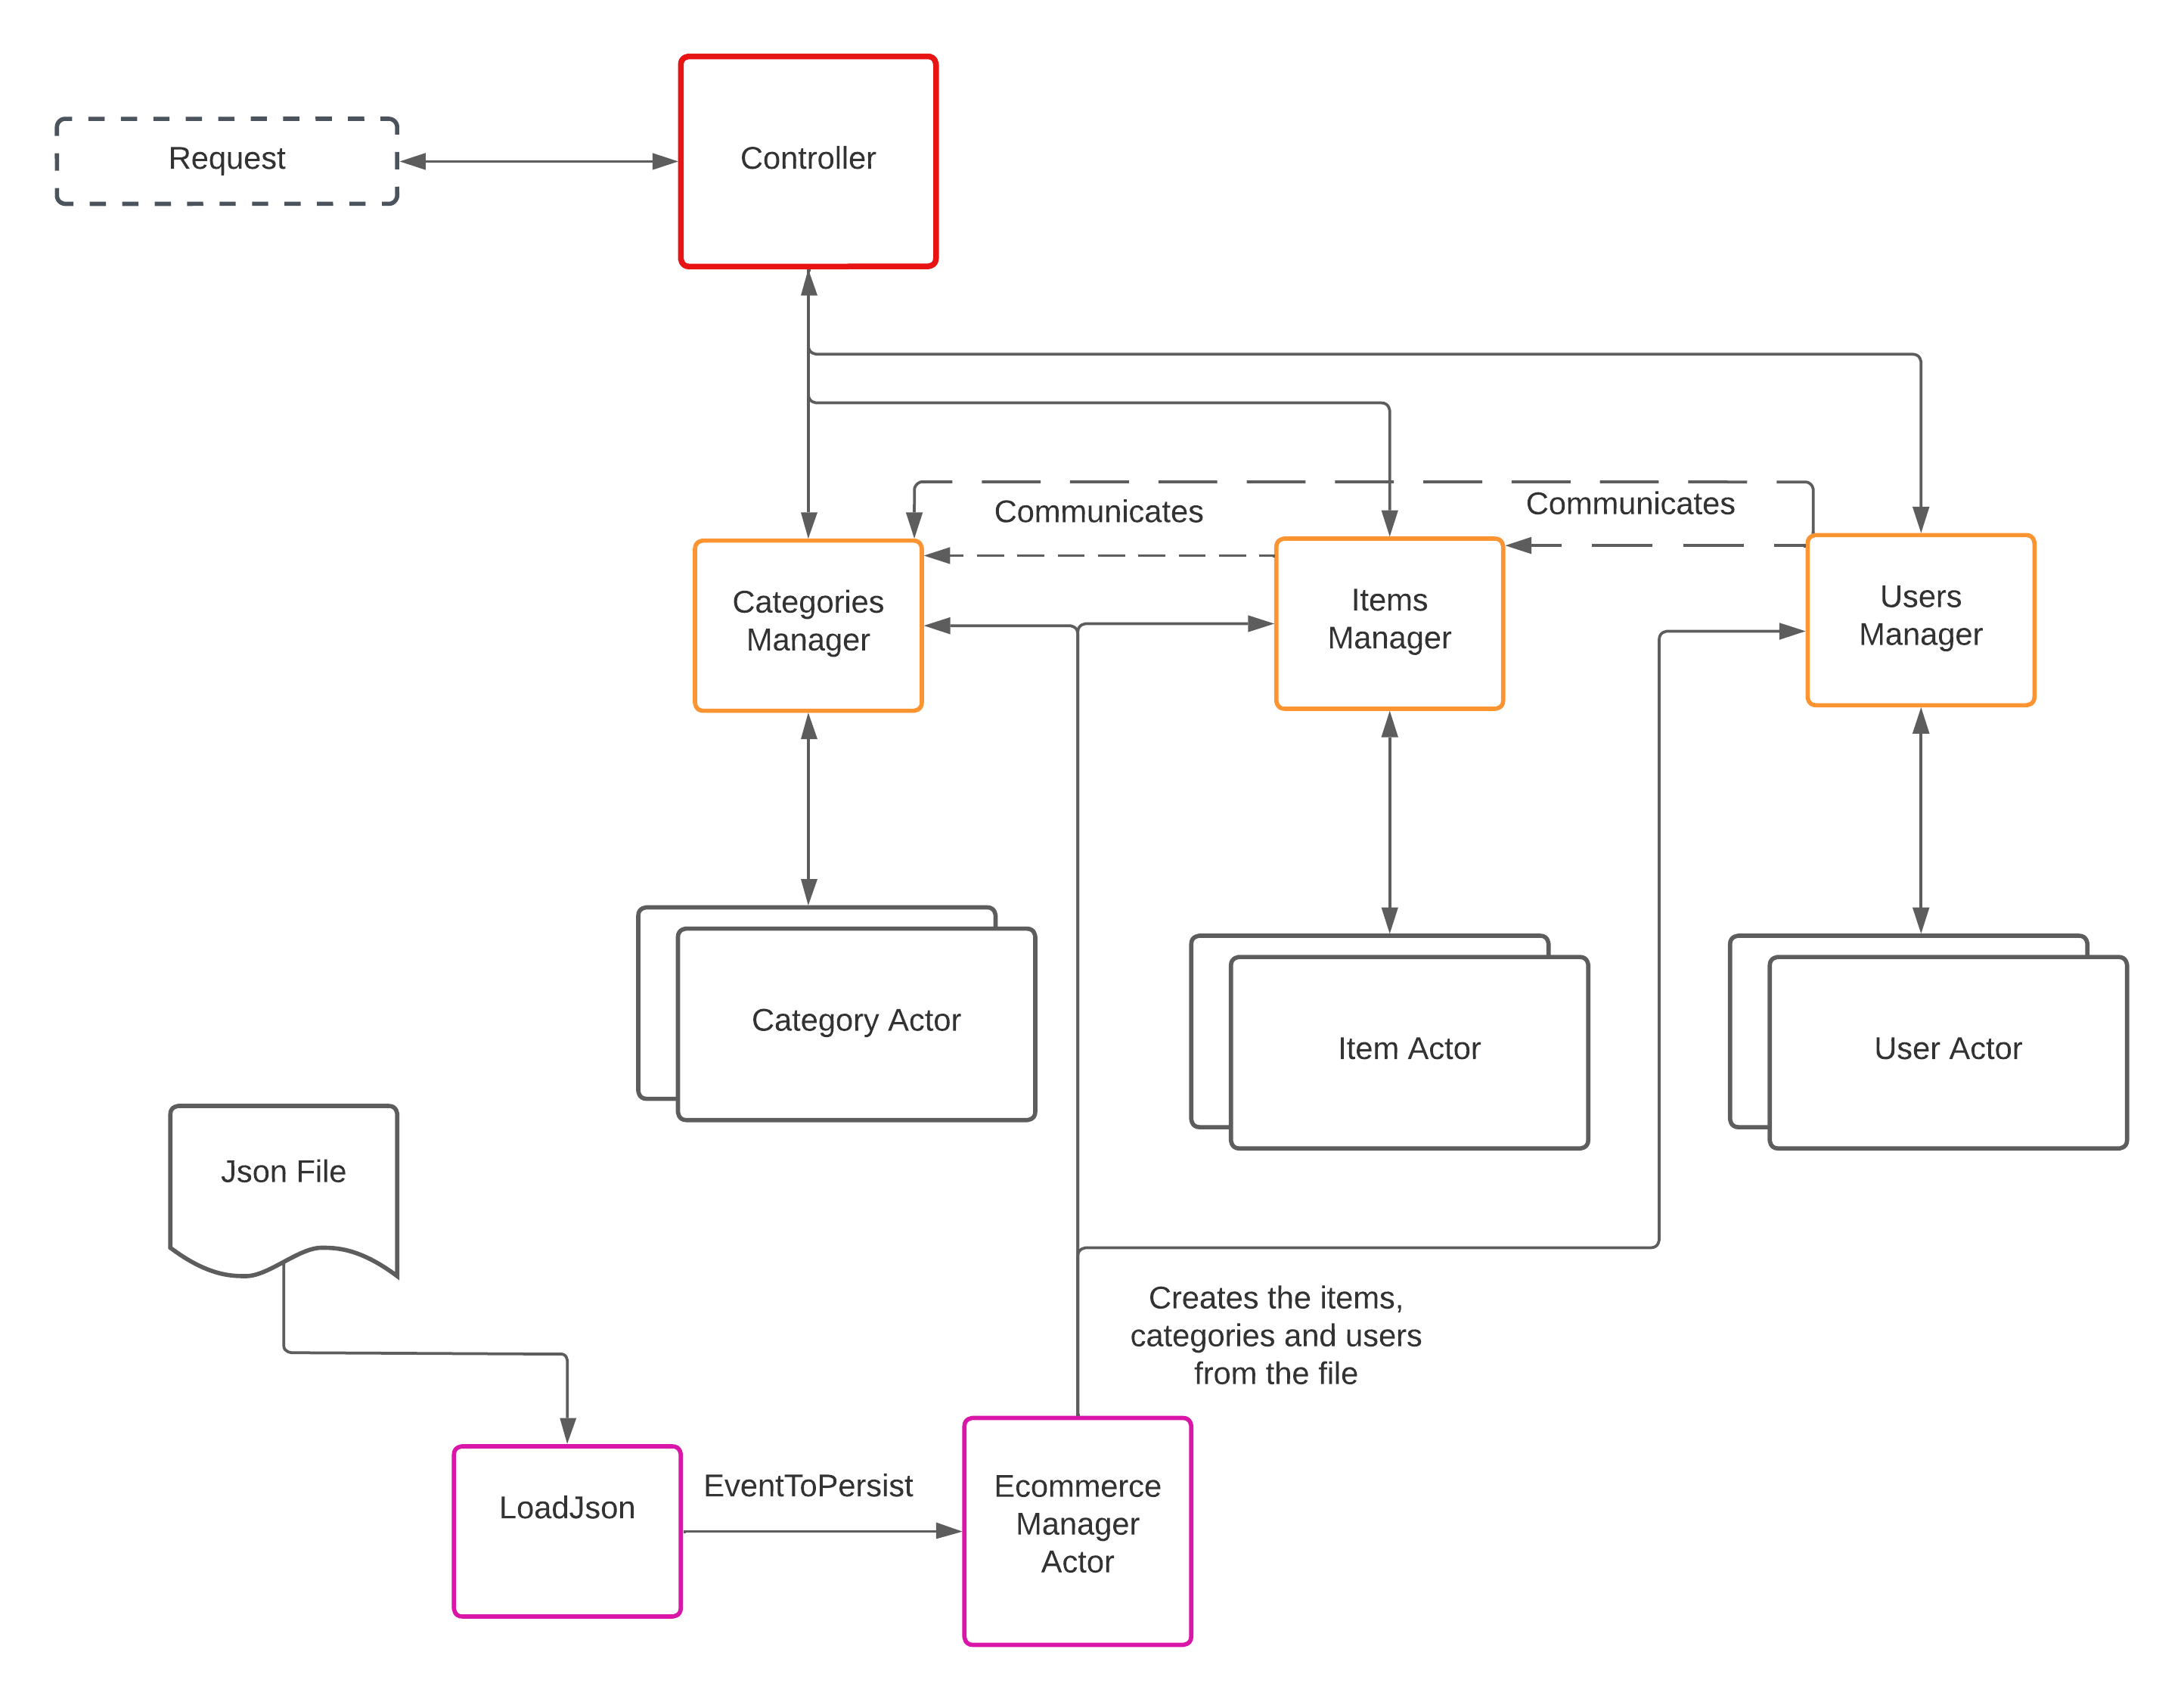 Request
Controller
Communicates
Communicates
Categories
Manager
Items
Manager
Users
Manager
Category Actor
Item Actor
User Actor
Json File
Creates the items,
categories and users
from the file
LoadJson
EventToPersist
Ecommerce
Manager
Actor